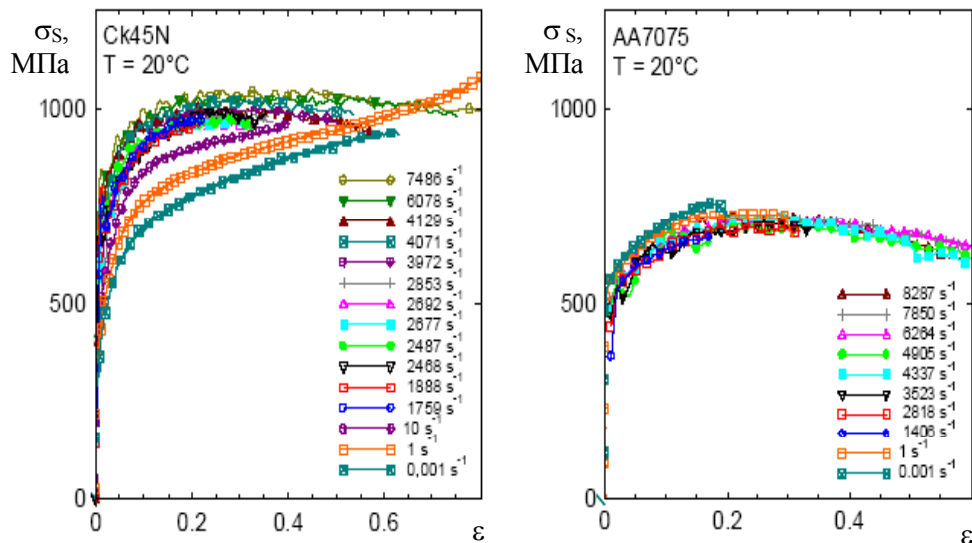 σS,
МПа
Ck45N
T = 20°C
1000
500
0
7486 s-1
6078 s-1
4129 s-1
4071 s-1
3972 s-1
2853 s-1
2692 s-1
2677 s-1
2487 s-1
2468 s-1
1888 s-1
1759 s-1
10 s-1
1 s-1
0,001 s-1
0
0.2
0.4
0.6
ε
σ S,
МПа
AA7075
T = 20°C
1000
500
0
8287 s-1
7850 s-1
6264 s-1
4905 s-1
4337 s-1
3523 s-1
2818 s-1
1406 s-1
1 s-1
0.001 s-1
0
0.2
0.4
ε